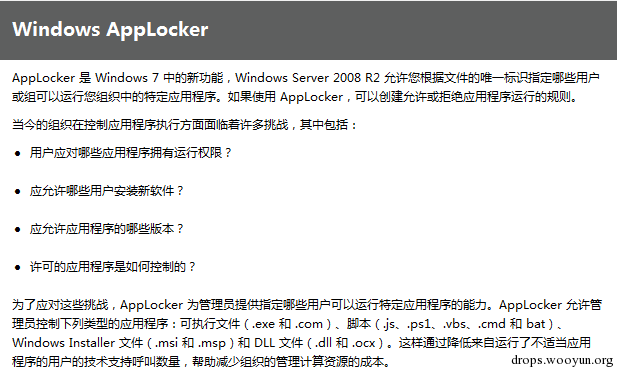 Windows AppLocker
AppLocker 是 Windows 7 中的新功能，Windows Server 2008 R2 允许您根据文件的唯一标识指定哪些用户
或组可以运行您组织中的特定应用程序。如果使用 AppLocker，可以创建允许或拒绝应用程序运行的规则。
当今的组织在控制应用程序执行方面面临着许多挑战，其中包括：
• 用户应对哪些应用程序拥有运行权限？
• 应允许哪些用户安装新软件？
• 应允许应用程序的哪些版本？
• 许可的应用程序是如何控制的？
为了应对这些挑战，AppLocker 为管理员提供指定哪些用户可以运行特定应用程序的能力。AppLocker 允许管
理员控制下列类型的应用程序：可执行文件（.exe 和 .com）、脚本（.js、.ps1、.vbs、.cmd 和 bat）、
Windows Installer 文件（.msi 和 .msp）和 DLL 文件（.dll 和 .ocx）。这样通过降低来自运行了不适当应用
程序的用户的技术支持呼叫数量，帮助减少组织的管理计算资源的成本。
drops.wooyun.org